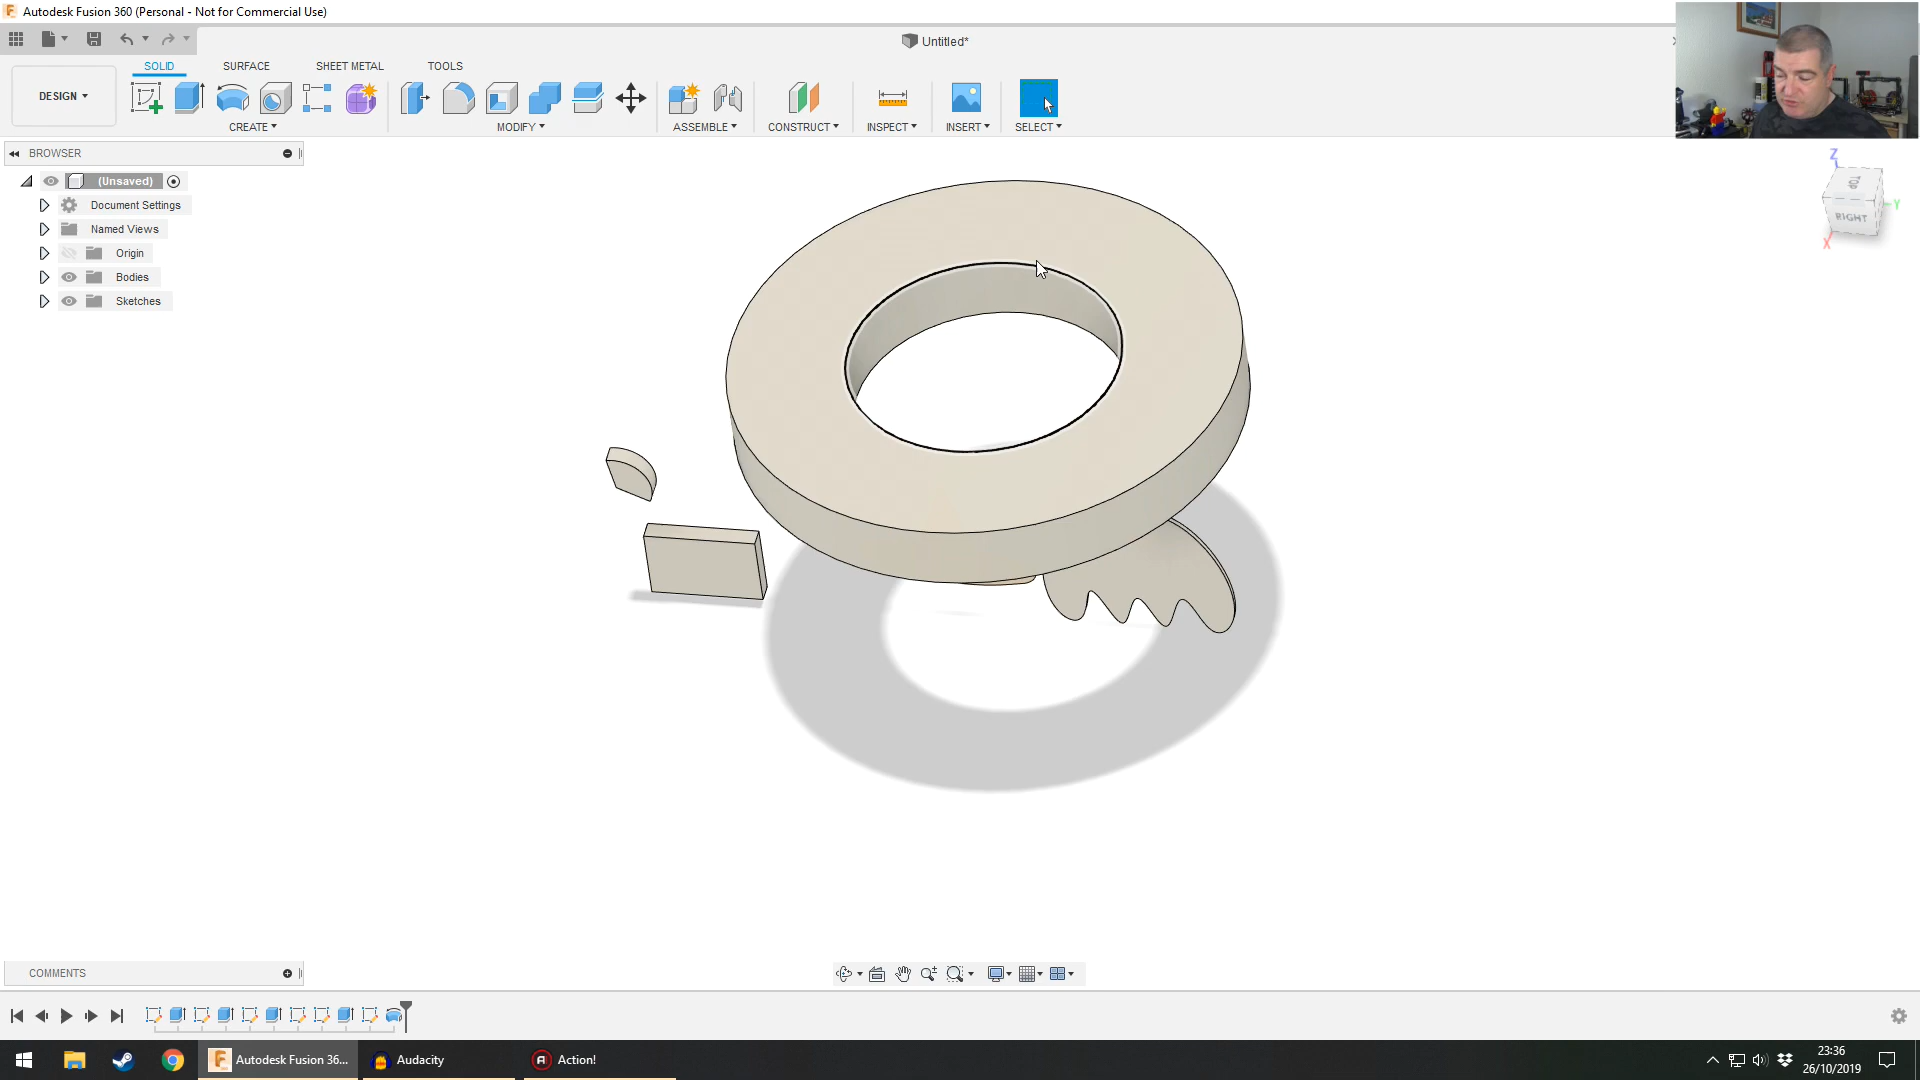 Autodesk Fusion 360 (Personal - Not for Commercial Use)
Untitled*
SOLID
SURFACE
SHEET METAL
TOOLS
DESIGN
CREATE
MODIFY
ASSEMBLE
CONSTRUCT
INSPECT
INSERT
SELECT
BROWSER
(Unsaved)
Document Settings
Named Views
Origin
Bodies
Sketches
Z
TOP
RIGHT
Y
X
COMMENTS
Autodesk Fusion 36...
Audacity
Action!
23:36
26/10/2019